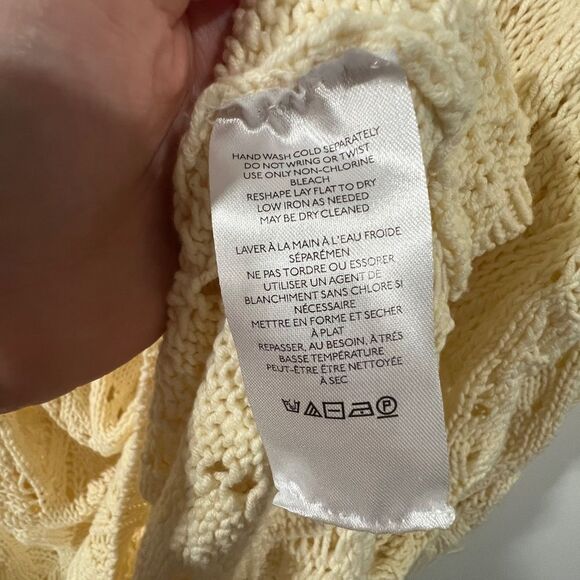 HAND WASH COLD SEPARATELY
DO NOT WRING OR TWIST
USE ONLY NON-CHLORINE
BLEACH
RESHAPE LAY FLAT TO DRY
LOW IRON AS NEEDED
MAY BE DRY CLEANED
LAVER À LA MAIN À L'EAU FROIDE
SÉPARÉMEN
NE PAS TORDRE OU ESSORER
UTILISER UN AGENT DE
BLANCHIMENT SANS CHLORE SI
NÉCESSAIRE
METTRE EN FORME ET SECHER
À PLAT
REPASSER, AU BESOIN, À TRÈS
BASSE TEMPÉRATURE
PEUT-ÊTRE ÊTRE NETTOYÉE
À SEC
P